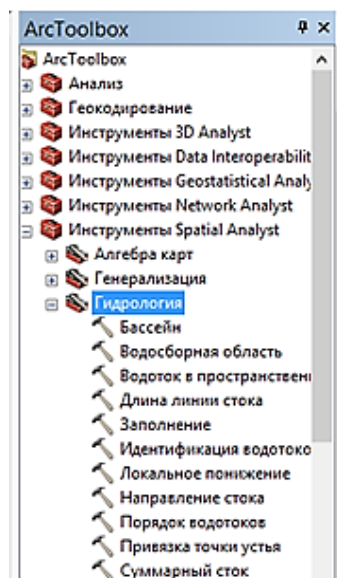 ArcToolbox
ArcToolbox
Анализ
Геокодирование
Инструменты 3D Analyst
Инструменты Data Interoperabilit
Инструменты Geostatistical Analy
Инструменты Network Analyst
Инструменты Spatial Analyst
Алгебра карт
Генерализация
Гидрология
Бассейн
Водосборная область
Водоток в пространствен
Длина линии стока
Заполнение
Идентификация водотоко
Локальное понижение
Направление стока
Порядок водотоков
Привязка точки устья
Суммарный сток